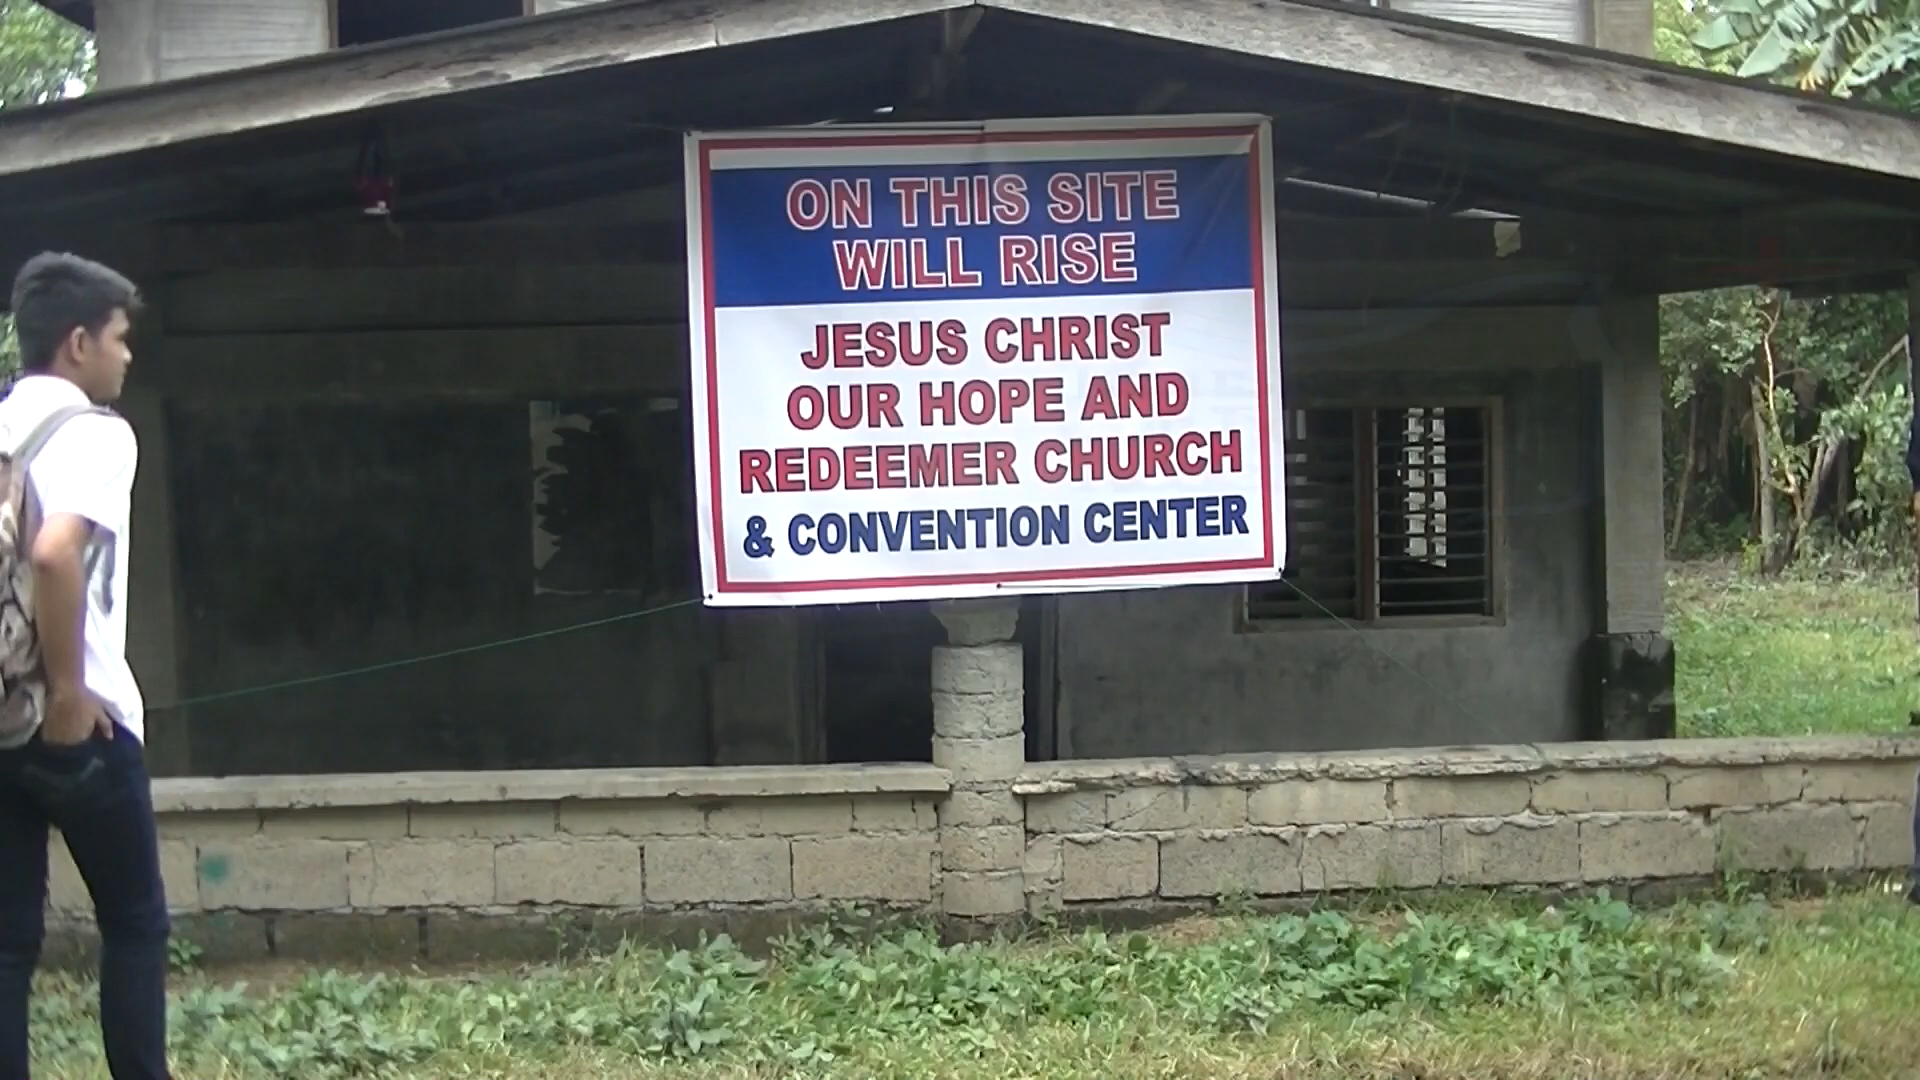 ON THIS SITE
WILL RISE
JESUS CHRIST
OUR HOPE AND
REDEEMER CHURCH
& CONVENTION CENTER